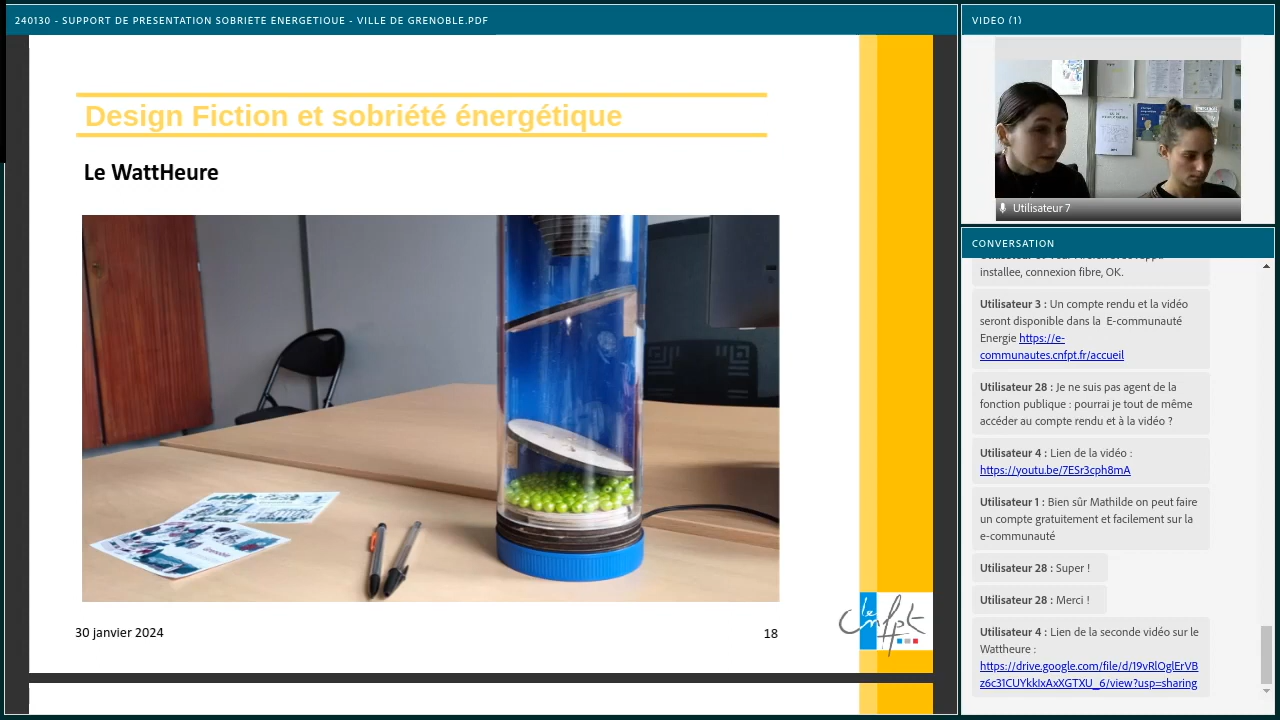 240130 - SUPPORT DE PRÉSENTATION SOBRIÉTÉ ÉNERGÉTIQUE - VILLE DE GRENOBLE.PDF
Design Fiction et sobriété énergétique
Le WattHeure
30 janvier 2024
18
le cnfpt
VIDÉO (1)
Utilisateur 7
CONVERSATION
installee, connexion fibre, OK.
Utilisateur 3 : Un compte rendu et la vidéo
seront disponible dans la E-communauté
Energie https://e-
communautes.cnfpt.fr/accueil
Utilisateur 28 : Je ne suis pas agent de la
fonction publique : pourrai je tout de même
accéder au compte rendu et à la vidéo ?
Utilisateur 4 : Lien de la vidéo :
https://youtu.be/7ESr3cph8mA
Utilisateur 1 : Bien sûr Mathilde on peut faire
un compte gratuitement et facilement sur la
e-communauté
Utilisateur 28 : Super !
Utilisateur 28 : Merci !
Utilisateur 4 : Lien de la seconde vidéo sur le
Wattheure :
https://drive.google.com/file/d/19vRlOglErVB
z6c31CUYkkIxAxXGTXU_6/view?usp=sharing